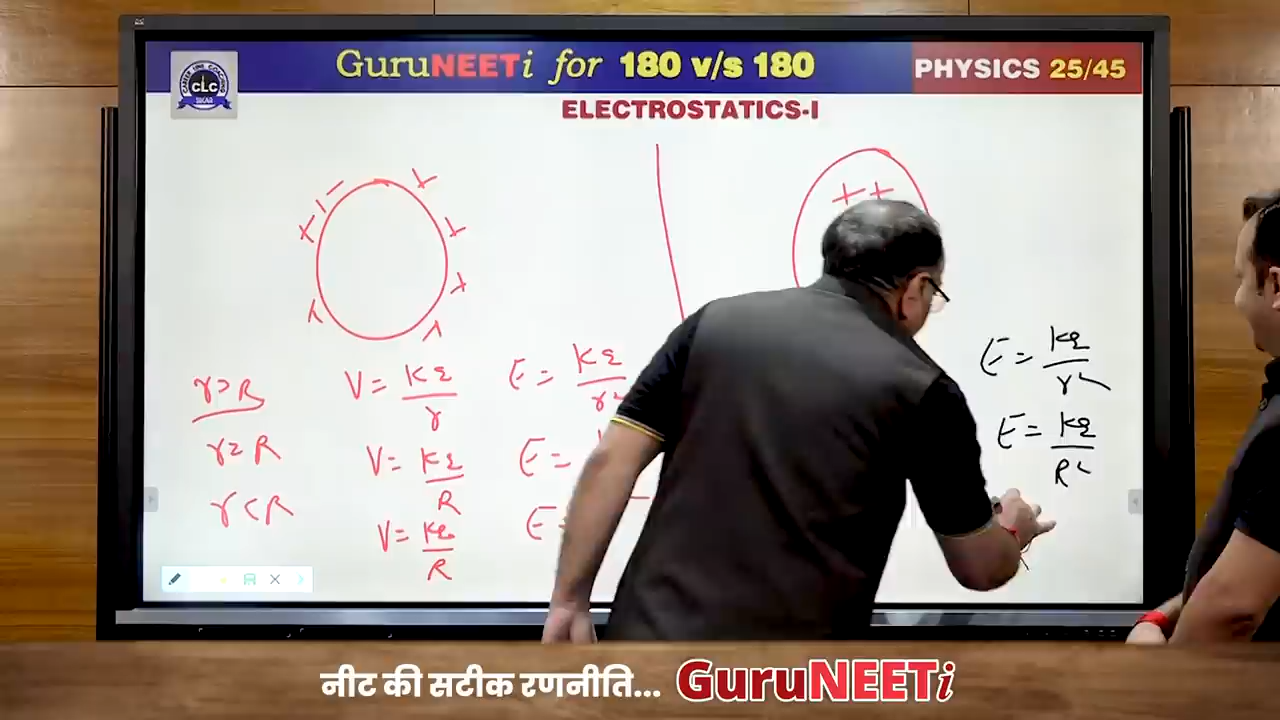 GuruNEETi for 180 v/s 180
PHYSICS 25/45
CLC
SIKAR
ELECTROSTATICS-I
r>R
V = Kq/r
E = Kq/r²
E = Kq/r²
r=R
V = Kq/R
E =
E = Kq/R²
r<R
V = Kq/R
E =
नीट की सटीक रणनीति... GuruNEETi